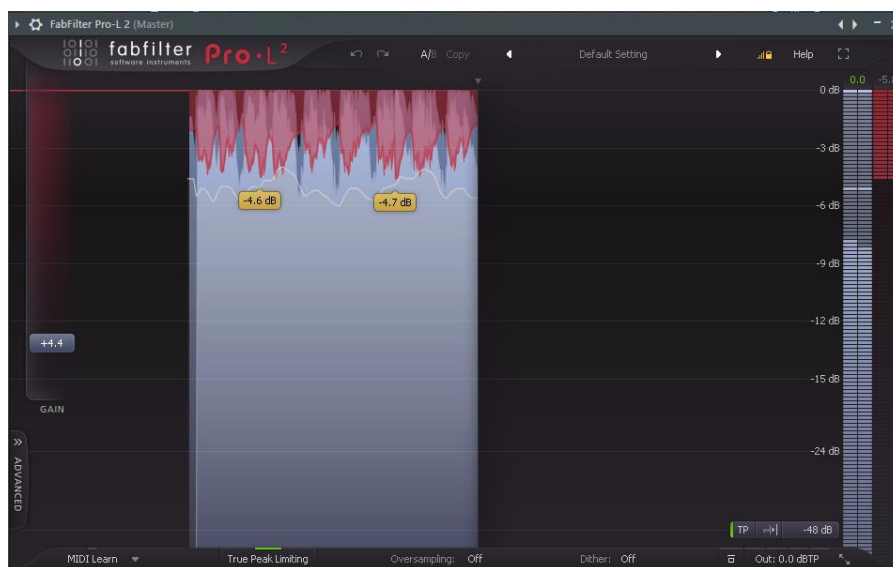 FabFilter Pro-L 2 (Master)
fabfilter
software instruments
Pro·L²
A/B Copy
Default Setting
Help
0.0
0 dB
-3 dB
-4.6 dB
-4.7 dB
-6 dB
-9 dB
-12 dB
+4.4
-15 dB
GAIN
-24 dB
ADVANCED
TP
-48 dB
MIDI Learn
True Peak Limiting
Oversampling: Off
Dither: Off
Out: 0.0 dBTP